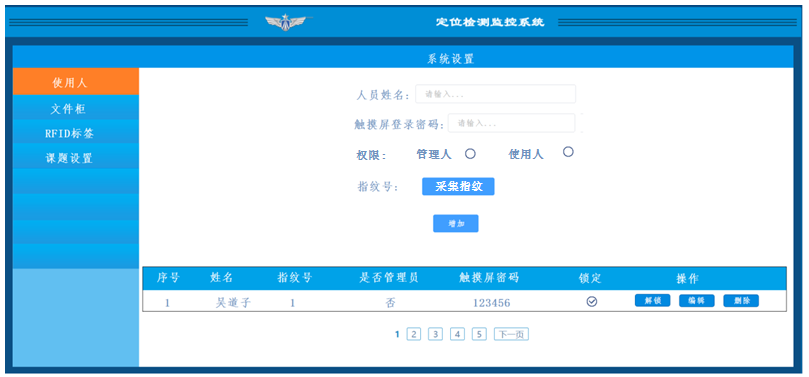 定位检测监控系统
系统设置
使用人
文件柜
RFID标签
课题设置
人员姓名: 请输入...
触摸屏登录密码: 请输入...
权限: 管理人 使用人
指纹号: 采集指纹
增加
序号 姓名 指纹号 是否管理员 触摸屏密码 锁定 操作
1 吴道子 1 否 123456 解锁 编辑 删除
1 2 3 4 5 下一页